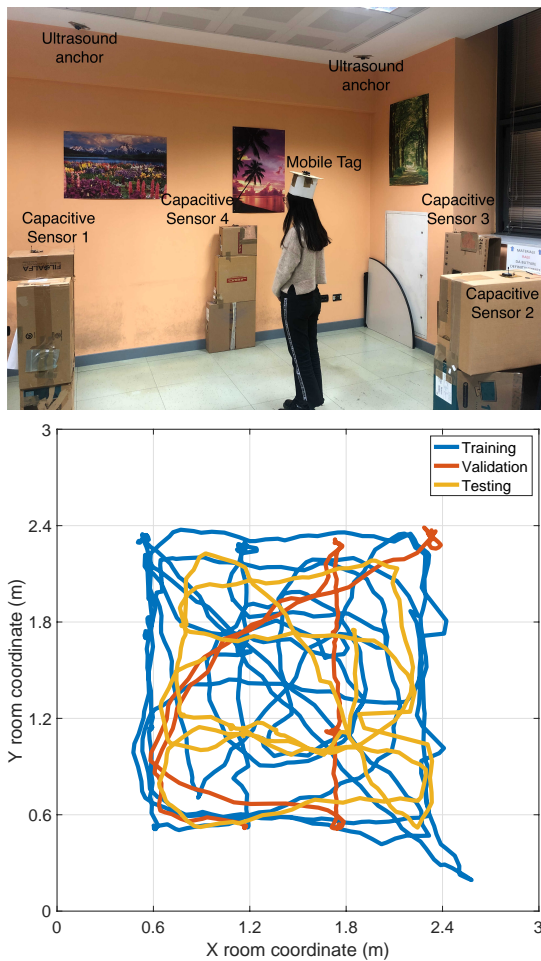 Ultrasound
anchor
Ultrasound
anchor
Mobile Tag
Capacitive
Sensor 4
Capacitive
Sensor 1
Capacitive
Sensor 3
Capacitive
Sensor 2
3
2.4
1.8
1.2
0.6
0
Y room coordinate (m)
Training
Validation
Testing
0
0.6
1.2
1.8
2.4
3
X room coordinate (m)